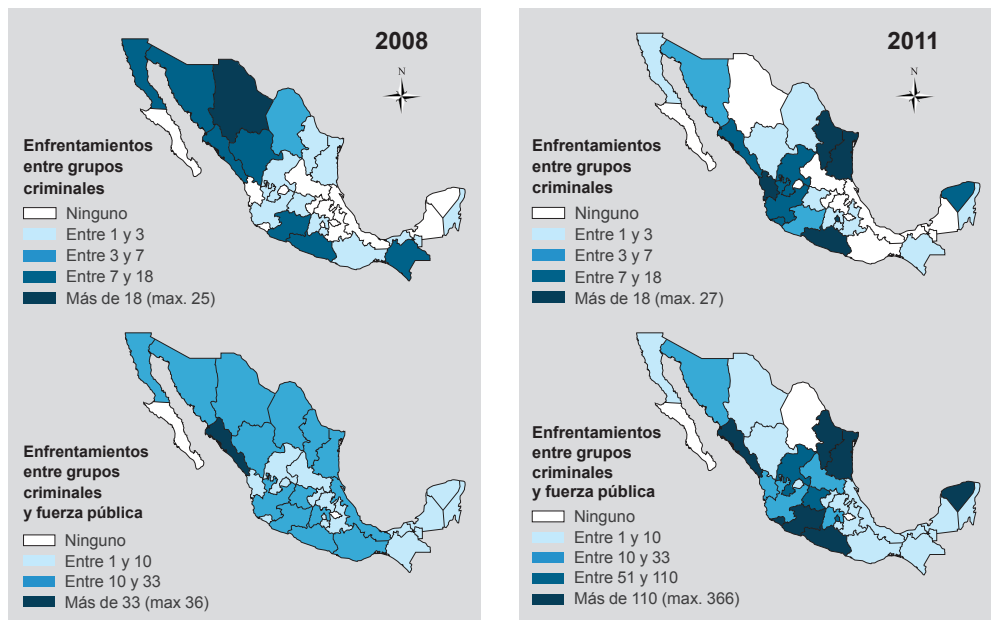 2008
N
Enfrentamientos
entre grupos
criminales
Ninguno
Entre 1 y 3
Entre 3 y 7
Entre 7 y 18
Más de 18 (max. 25)
Enfrentamientos
entre grupos
criminales
y fuerza pública
Ninguno
Entre 1 y 10
Entre 10 y 33
Más de 33 (max 36)
2011
N
Enfrentamientos
entre grupos
criminales
Ninguno
Entre 1 y 3
Entre 3 y 7
Entre 7 y 18
Más de 18 (max. 27)
Enfrentamientos
entre grupos
criminales
y fuerza pública
Ninguno
Entre 1 y 10
Entre 10 y 33
Entre 51 y 110
Más de 110 (max. 366)